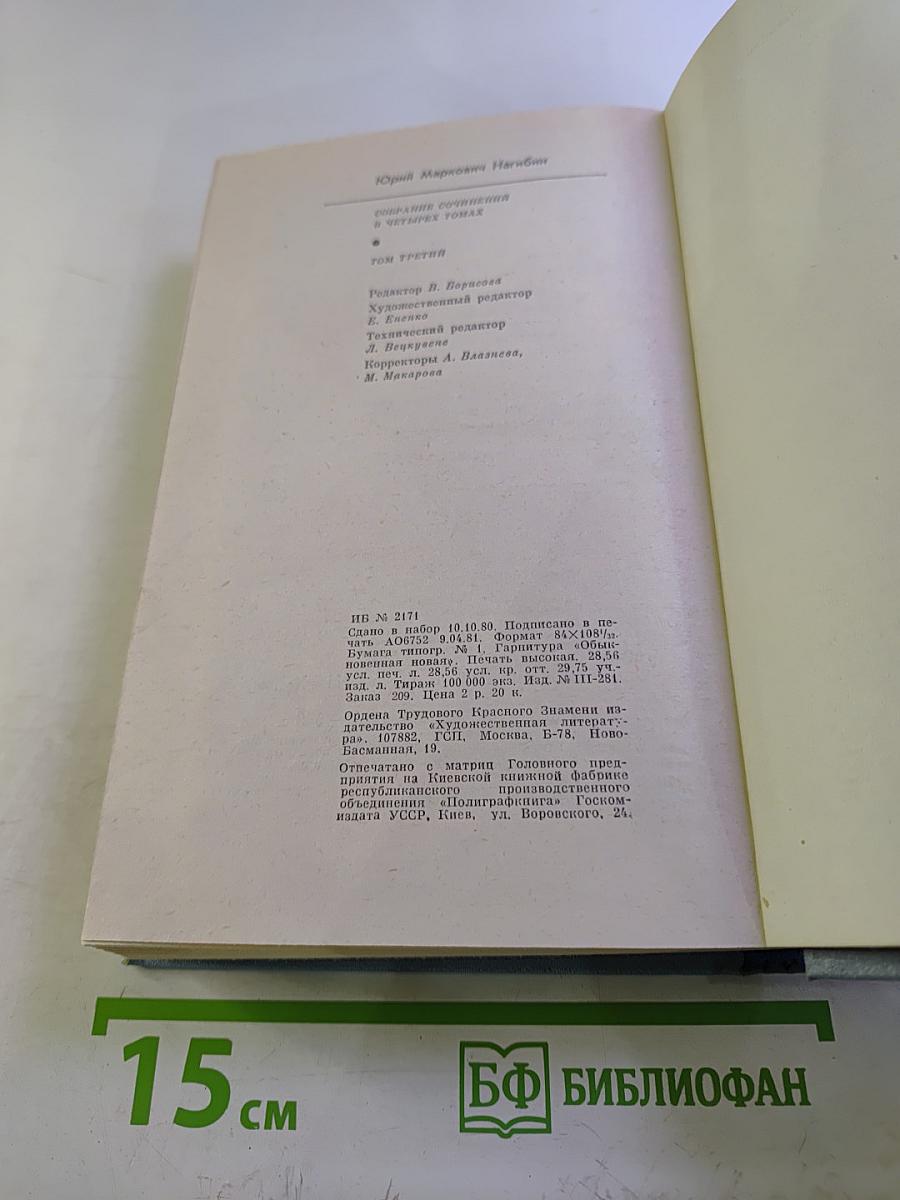 Юрий Маркович Нагибин
СОБРАНИЕ СОЧИНЕНИЙ
В ЧЕТЫРЕХ ТОМАХ
ТОМ ТРЕТИЙ
Редактор В. Борисова
Художественный редактор
Е. Ененко
Технический редактор
Л. Вецкувене
Корректоры А. Влазнева,
М. Макарова
ИБ № 2171
Сдано в набор 10.10.80. Подписано в пе-
чать АО6752 9.04.81. Формат 84×108¹/₃₂.
Бумага типогр. № 1. Гарнитура «Обык-
новенная новая». Печать высокая. 28,56
усл. печ. л. 28,56 усл. кр. отт. 29,75 уч.-
изд. л. Тираж 100 000 экз. Изд. № III-281.
Заказ 209. Цена 2 р. 20 к.
Ордена Трудового Красного Знамени из-
дательство «Художественная литерату-
ра». 107882, ГСП, Москва, Б-78, Ново-
Басманная, 19.
Отпечатано с матриц Головного пред-
приятия на Киевской книжной фабрике
республиканского производственного
объединения «Полиграфкнига» Госком-
издата УССР, Киев, ул. Воровского, 24.
15 см
БФ БИБЛИОФАН